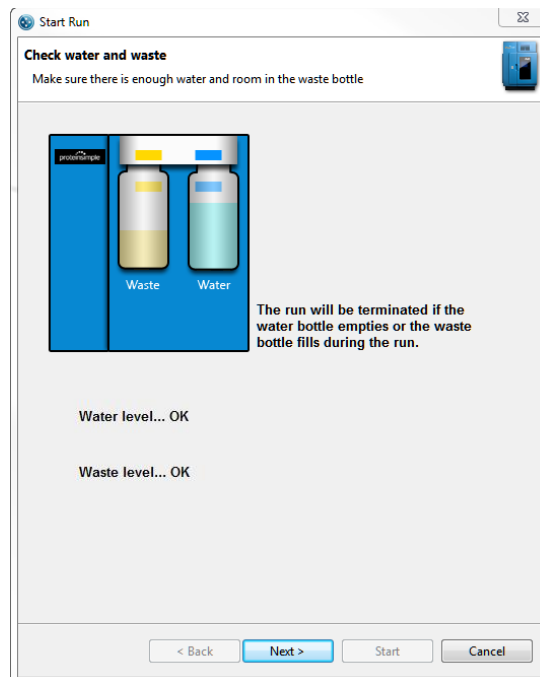 Start Run
Check water and waste
Make sure there is enough water and room in the waste bottle
proteinsimple
Waste Water
The run will be terminated if the
water bottle empties or the waste
bottle fills during the run.
Water level... OK
Waste level... OK
< Back Next > Start Cancel